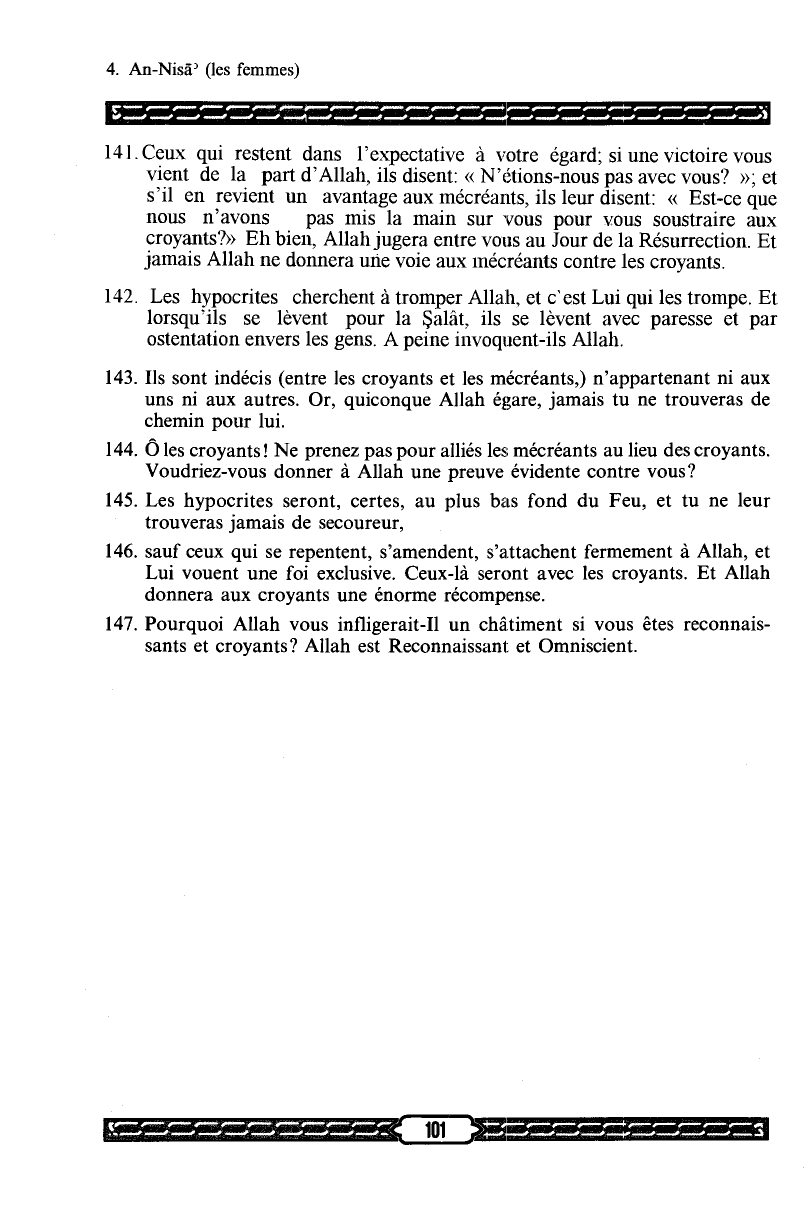 4. An-Nisāʾ (les femmes)
141. Ceux qui restent dans l’expectative à votre égard; si une victoire vous
vient de la part d’Allah, ils disent: « N’étions-nous pas avec vous? »; et
s’il en revient un avantage aux mécréants, ils leur disent: « Est-ce que
nous n’avons pas mis la main sur vous pour vous soustraire aux
croyants?» Eh bien, Allah jugera entre vous au Jour de la Résurrection. Et
jamais Allah ne donnera une voie aux mécréants contre les croyants.
142. Les hypocrites cherchent à tromper Allah, et c’est Lui qui les trompe. Et
lorsqu’ils se lèvent pour la Ṣalât, ils se lèvent avec paresse et par
ostentation envers les gens. A peine invoquent-ils Allah.
143. Ils sont indécis (entre les croyants et les mécréants,) n’appartenant ni aux
uns ni aux autres. Or, quiconque Allah égare, jamais tu ne trouveras de
chemin pour lui.
144. Ô les croyants! Ne prenez pas pour alliés les mécréants au lieu des croyants.
Voudriez-vous donner à Allah une preuve évidente contre vous?
145. Les hypocrites seront, certes, au plus bas fond du Feu, et tu ne leur
trouveras jamais de secoureur,
146. sauf ceux qui se repentent, s’amendent, s’attachent fermement à Allah, et
Lui vouent une foi exclusive. Ceux-là seront avec les croyants. Et Allah
donnera aux croyants une énorme récompense.
147. Pourquoi Allah vous infligerait-Il un châtiment si vous êtes reconnais-
sants et croyants? Allah est Reconnaissant et Omniscient.
101